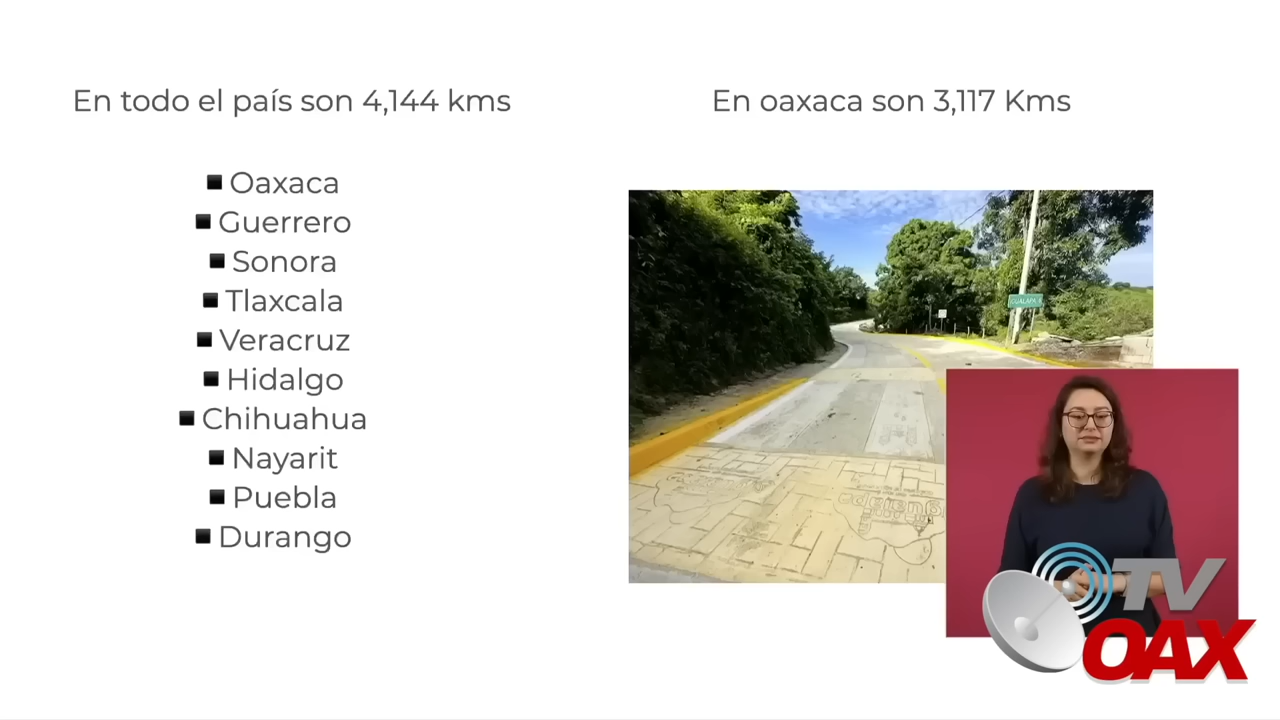 En todo el país son 4,144 kms
Oaxaca
Guerrero
Sonora
Tlaxcala
Veracruz
Hidalgo
Chihuahua
Nayarit
Puebla
Durango
En oaxaca son 3,117 Kms
TV
OAX